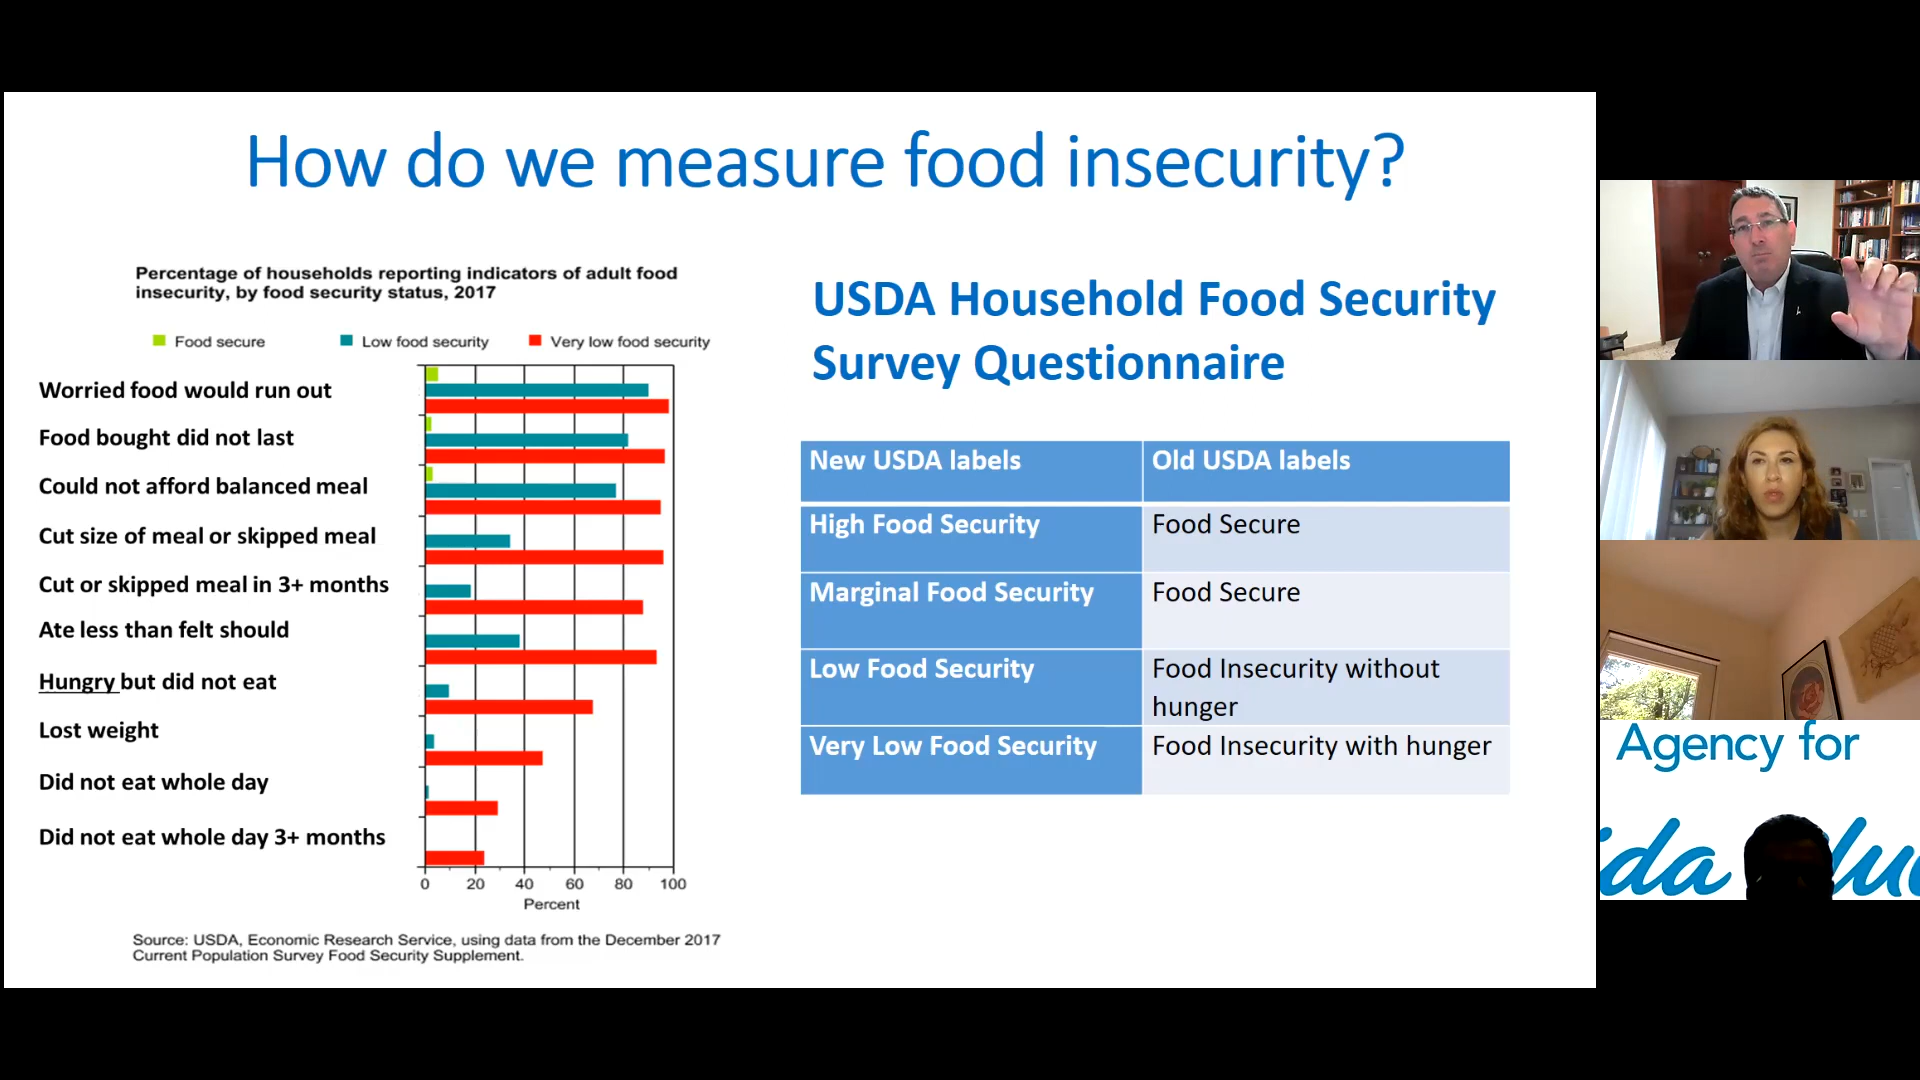 How do we measure food insecurity?
Percentage of households reporting indicators of adult food
insecurity, by food security status, 2017
Food secure
Low food security
Very low food security
Worried food would run out
Food bought did not last
Could not afford balanced meal
Cut size of meal or skipped meal
Cut or skipped meal in 3+ months
Ate less than felt should
Hungry but did not eat
Lost weight
Did not eat whole day
Did not eat whole day 3+ months
0 20 40 60 80 100
Percent
Source: USDA, Economic Research Service, using data from the December 2017
Current Population Survey Food Security Supplement.
USDA Household Food Security
Survey Questionnaire
New USDA labels
Old USDA labels
High Food Security
Food Secure
Marginal Food Security
Food Secure
Low Food Security
Food Insecurity without
hunger
Very Low Food Security
Food Insecurity with hunger
Agency for